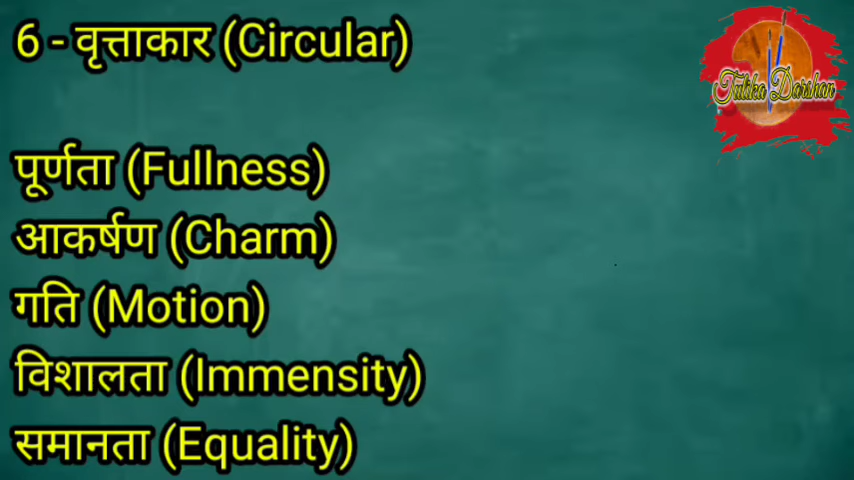 6 - वृत्ताकार (Circular)
Tulika Darshan
पूर्णता (Fullness)
आकर्षण (Charm)
गति (Motion)
विशालता (Immensity)
समानता (Equality)